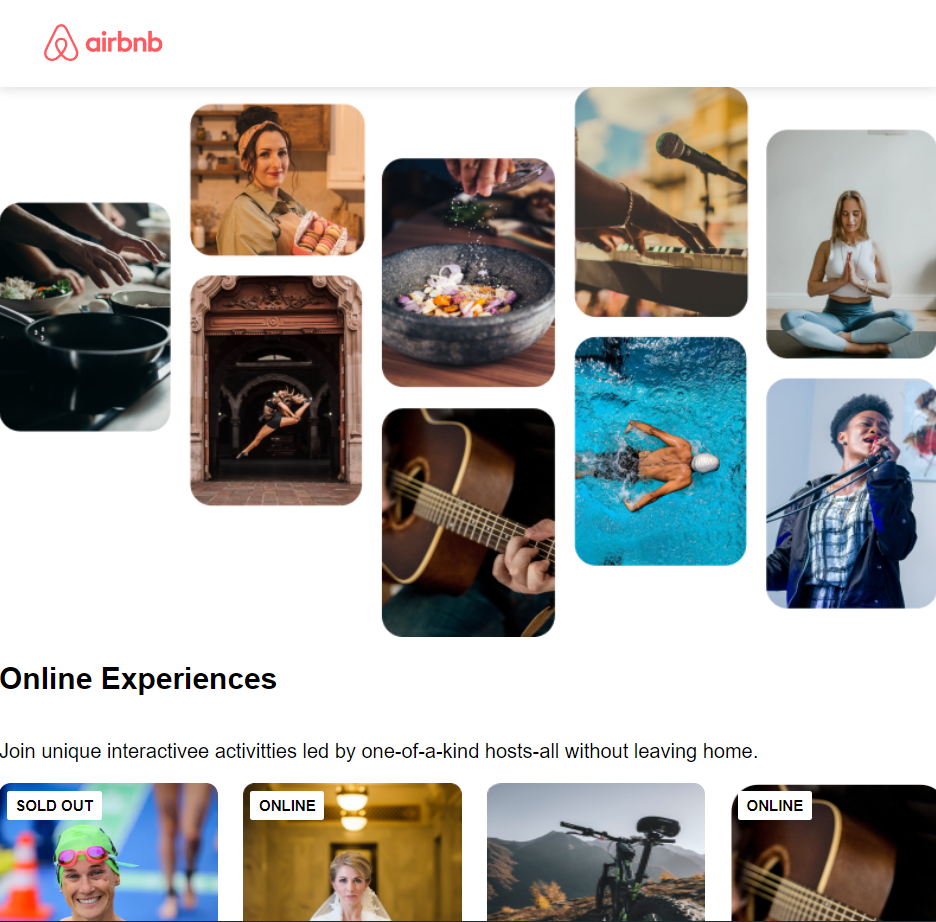 airbnb
Online Experiences
Join unique interactivee activitties led by one-of-a-kind hosts-all without leaving home.
SOLD OUT
ONLINE
ONLINE